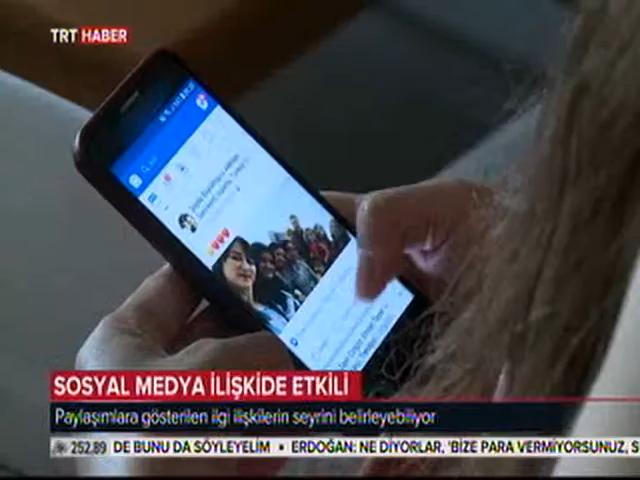 TRT HABER
SOSYAL MEDYA İLİŞKİDE ETKİLİ
Paylaşımlara gösterilen ilgi ilişkilerin seyrini belirleyebiliyor
252.89 DE BUNU DA SÖYLEYELİM - ERDOĞAN: NE DİYORLAR, 'BİZE PARA VERMİYORSUNUZ, S